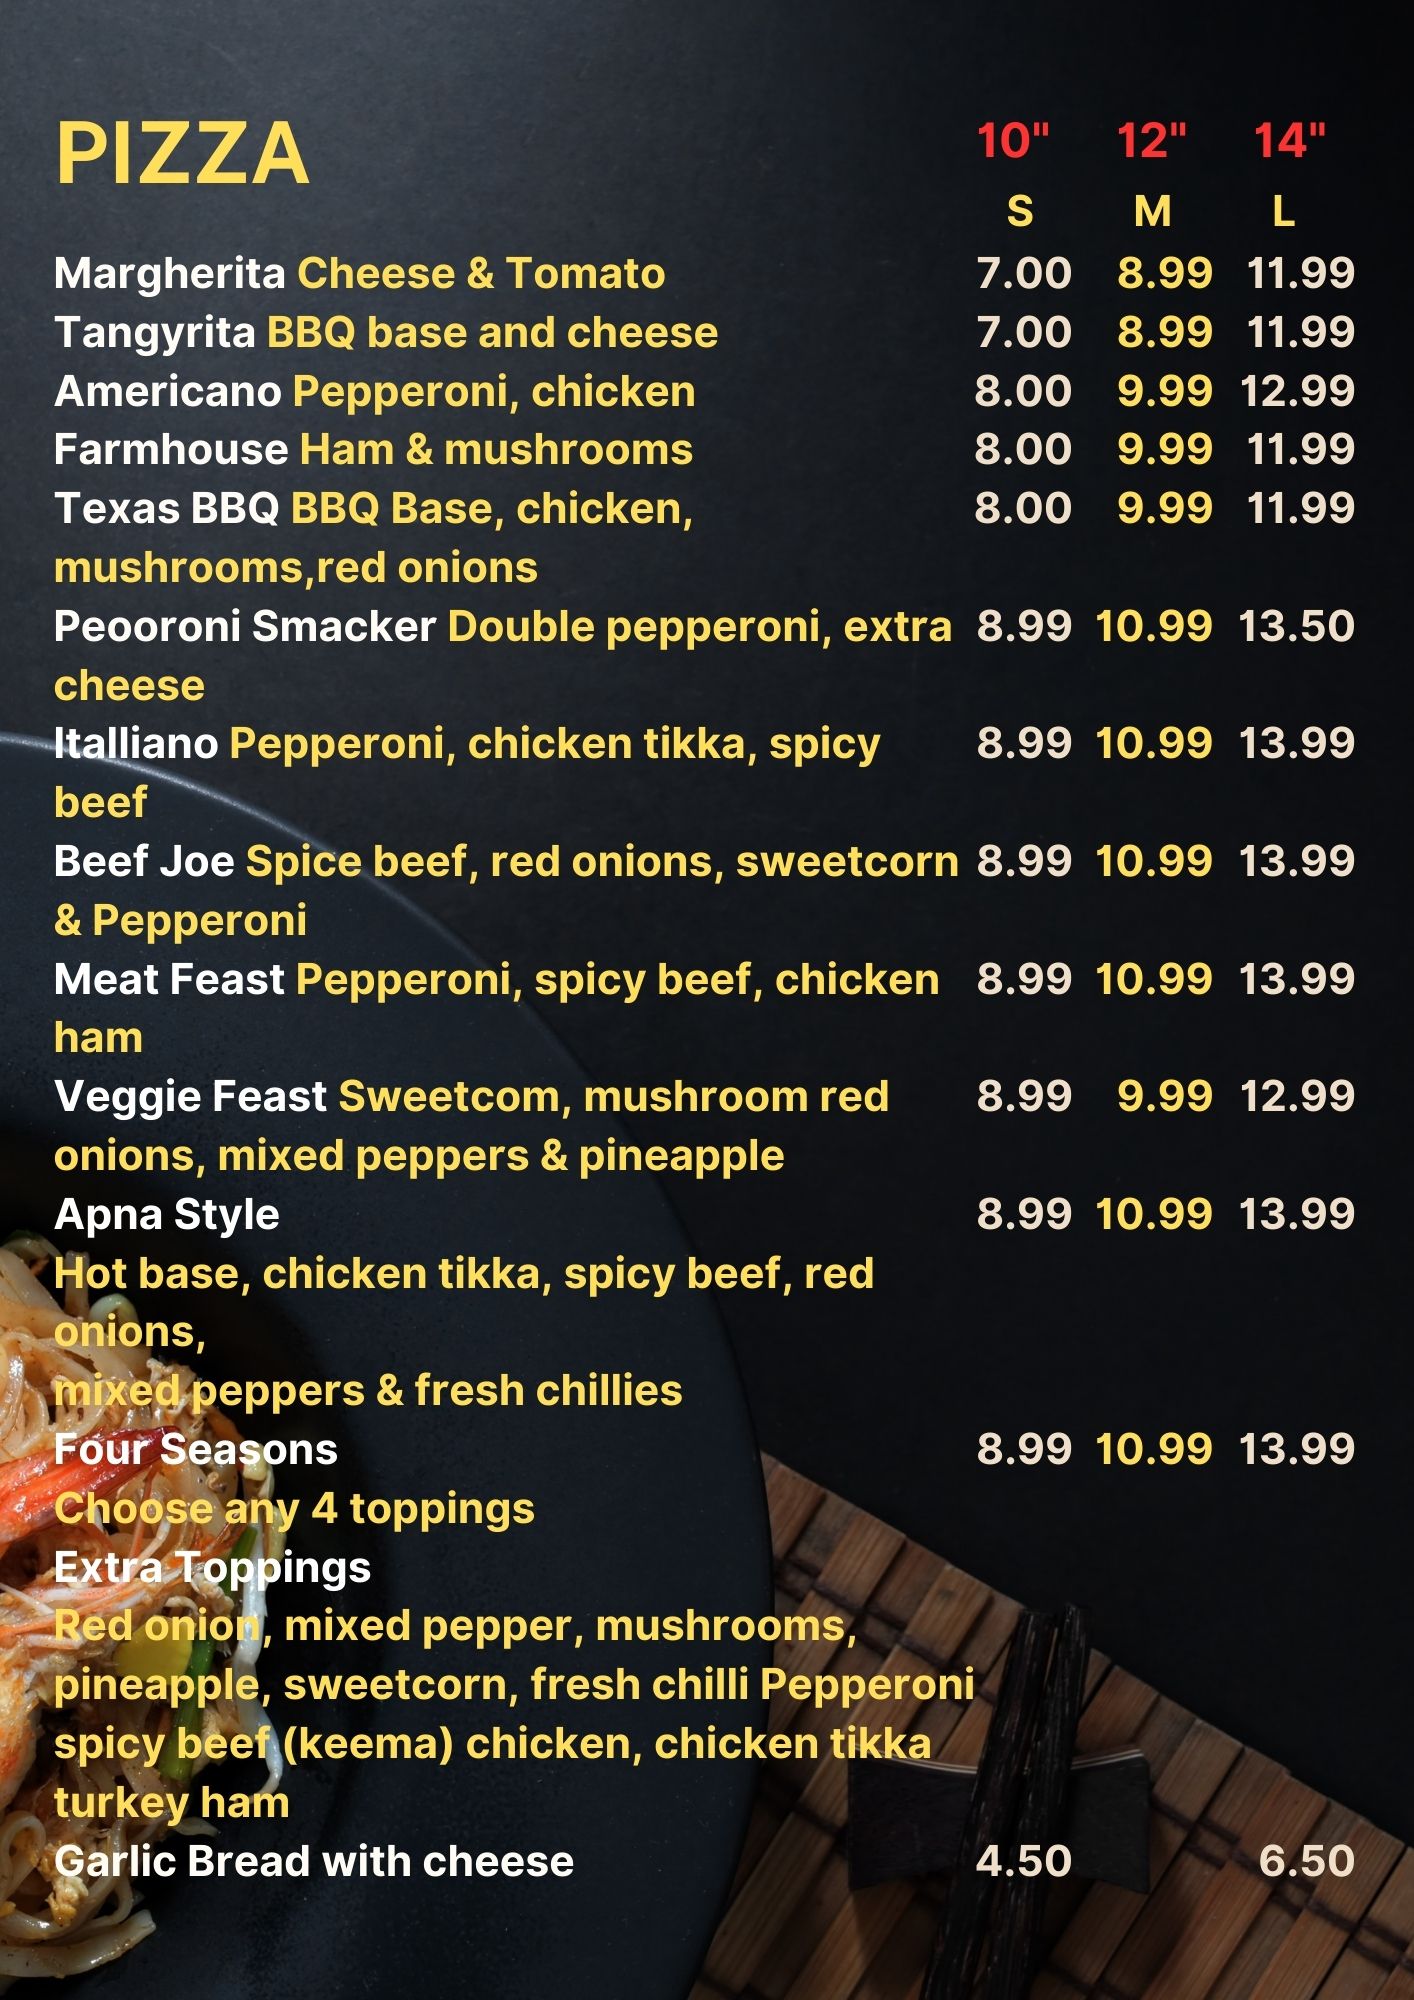 PIZZA 10" 12" 14"
S M L
Margherita Cheese & Tomato 7.00 8.99 11.99
Tangyrita BBQ base and cheese 7.00 8.99 11.99
Americano Pepperoni, chicken 8.00 9.99 12.99
Farmhouse Ham & mushrooms 8.00 9.99 11.99
Texas BBQ BBQ Base, chicken, 8.00 9.99 11.99
mushrooms,red onions
Peooroni Smacker Double pepperoni, extra 8.99 10.99 13.50
cheese
Italliano Pepperoni, chicken tikka, spicy 8.99 10.99 13.99
beef
Beef Joe Spice beef, red onions, sweetcorn 8.99 10.99 13.99
& Pepperoni
Meat Feast Pepperoni, spicy beef, chicken 8.99 10.99 13.99
ham
Veggie Feast Sweetcom, mushroom red 8.99 9.99 12.99
onions, mixed peppers & pineapple
Apna Style 8.99 10.99 13.99
Hot base, chicken tikka, spicy beef, red
onions,
mixed peppers & fresh chillies
Four Seasons 8.99 10.99 13.99
Choose any 4 toppings
Extra Toppings
Red onion, mixed pepper, mushrooms,
pineapple, sweetcorn, fresh chilli Pepperoni
spicy beef (keema) chicken, chicken tikka
turkey ham
Garlic Bread with cheese 4.50 6.50